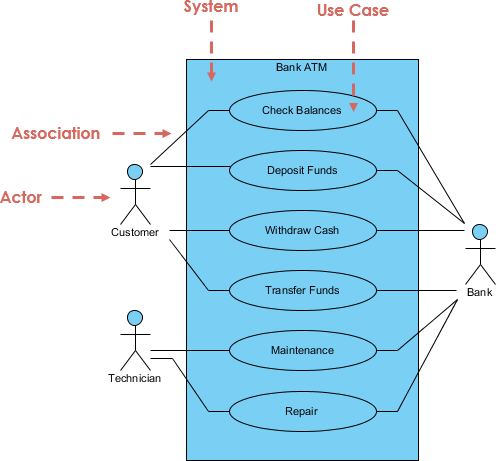 System
Use Case
Bank ATM
Check Balances
Association
Deposit Funds
Actor
Customer
Withdraw Cash
Bank
Transfer Funds
Maintenance
Technician
Repair